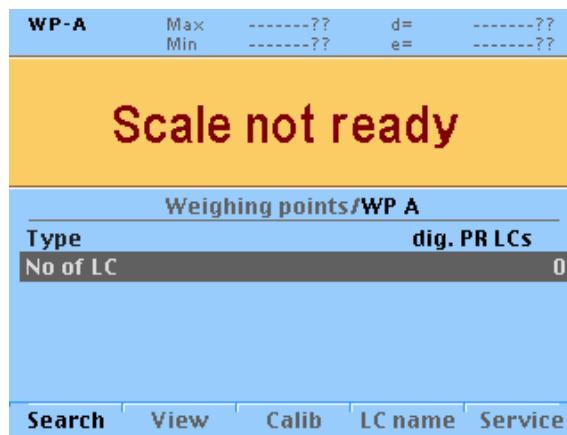 WP-A Max -------?? d= -------??
Min -------?? e= -------??
Scale not ready
Weighing points/WP A
Type dig. PR LCs
No of LC 0
Search View Calib LC name Service